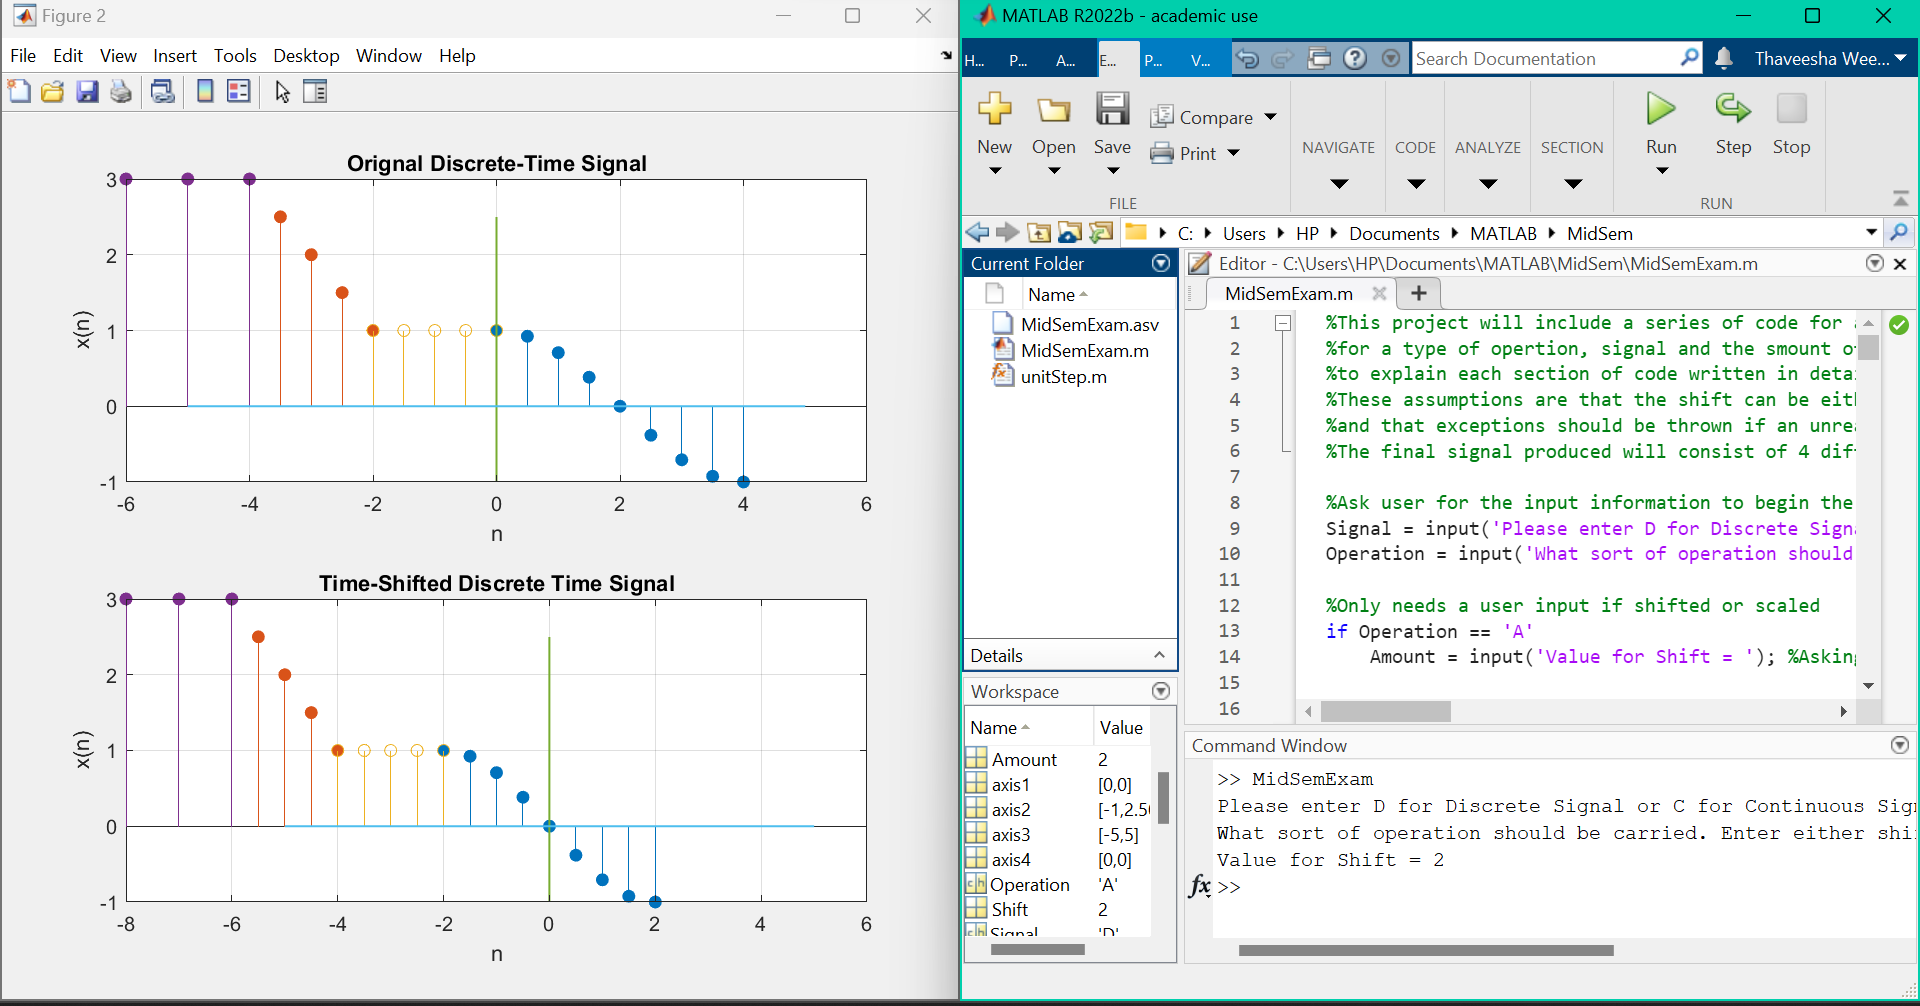 Figure 2
File Edit View Insert Tools Desktop Window Help
Orignal Discrete-Time Signal
3
2
1
0
-1
x(n)
-6 -4 -2 0 2 4 6
n
Time-Shifted Discrete Time Signal
3
2
1
0
-1
x(n)
-8 -6 -4 -2 0 2 4 6
n
MATLAB R2022b - academic use
H... P... A... E... P... V... Search Documentation Thaveesha Wee...
New Open Save Compare Print
NAVIGATE CODE ANALYZE SECTION Run Step Stop
FILE RUN
C: Users HP Documents MATLAB MidSem
Current Folder
Name
MidSemExam.asv
MidSemExam.m
unitStep.m
Details
Workspace
Name Value
Amount 2
axis1 [0,0]
axis2 [-1,2.5
axis3 [-5,5]
axis4 [0,0]
Operation 'A'
Shift 2
Signal 'D'
Editor - C:\Users\HP\Documents\MATLAB\MidSem\MidSemExam.m
MidSemExam.m
1 %This project will include a series of code for
2 %for a type of opertion, signal and the smount o
3 %to explain each section of code written in deta
4 %These assumptions are that the shift can be eit
5 %and that exceptions should be thrown if an unre
6 %The final signal produced will consist of 4 dif
7
8 %Ask user for the input information to begin the
9 Signal = input('Please enter D for Discrete Sign
10 Operation = input('What sort of operation should
11
12 %Only needs a user input if shifted or scaled
13 if Operation == 'A'
14 Amount = input('Value for Shift = '); %Asking
15
16
Command Window
>> MidSemExam
Please enter D for Discrete Signal or C for Continuous Sig
What sort of operation should be carried. Enter either shi
Value for Shift = 2
fx >>